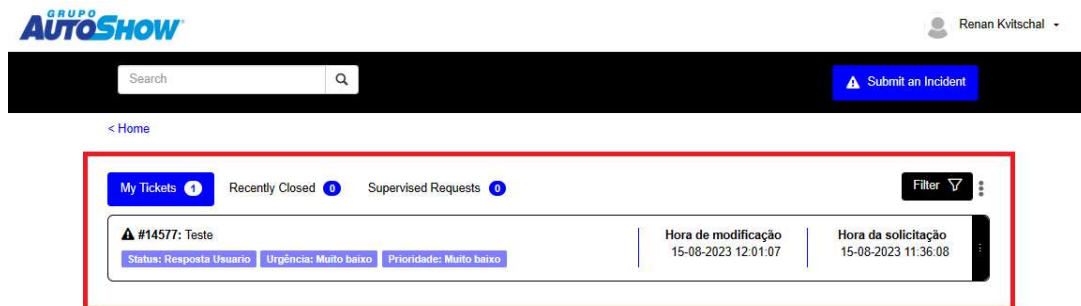 GRUPO
AUTOSHOW
Renan Kvitschal
Search
Submit an Incident
< Home
My Tickets 1
Recently Closed 0
Supervised Requests 0
Filter
#14577: Teste
Status: Resposta Usuario
Urgência: Muito baixo
Prioridade: Muito baixo
Hora de modificação
15-08-2023 12:01:07
Hora da solicitação
15-08-2023 11:36:08